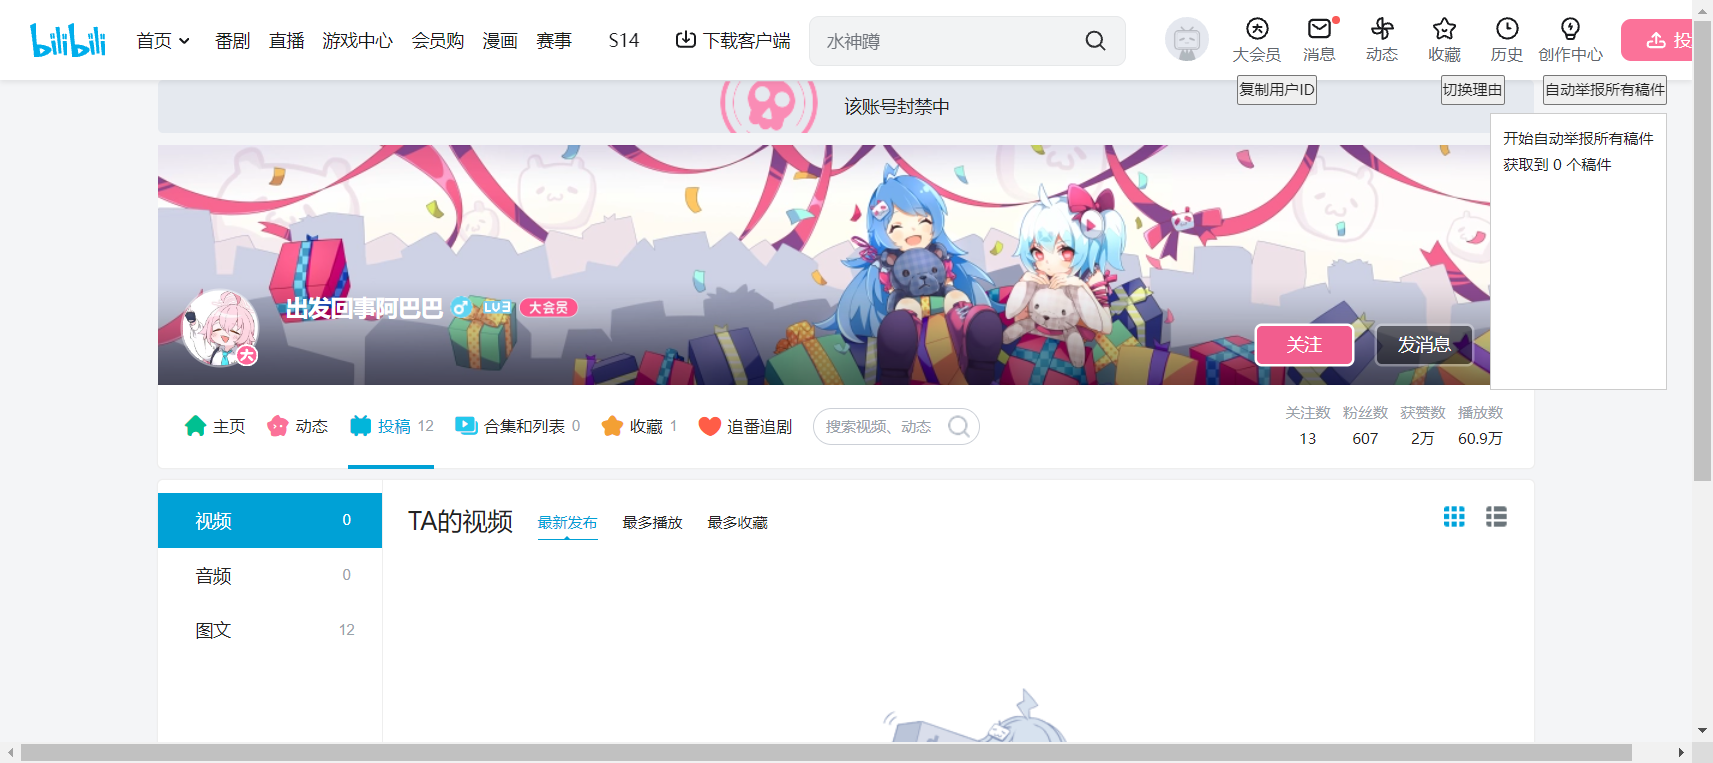 bilibili 首页 番剧 直播 游戏中心 会员购 漫画 赛事 S14 下载客户端 水神蹲 大会员 消息 动态 收藏 历史 创作中心 投
复制用户ID 切换理由 自动举报所有稿件
该账号封禁中
开始自动举报所有稿件
获取到 0 个稿件
出发回事阿巴巴 LV3 大会员
大
关注 发消息
主页 动态 投稿 12 合集和列表 0 收藏 1 追番追剧 搜索视频、动态
关注数 粉丝数 获赞数 播放数
13 607 2万 60.9万
视频 0
音频 0
图文 12
TA的视频 最新发布 最多播放 最多收藏